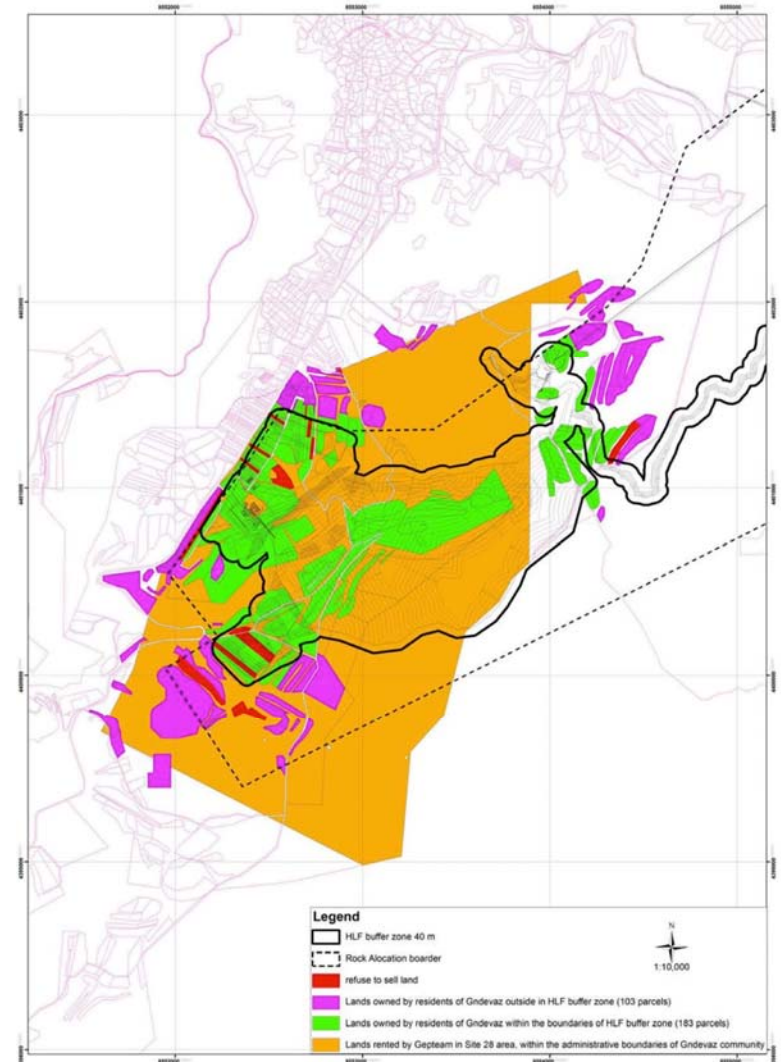 Legend
HLF buffer zone 40 m
Rock Alocation boarder
refuse to sell land
Lands owned by residents of Gndevaz outside in HLF buffer zone (103 parcels)
Lands owned by residents of Gndevaz within the boundaries of HLF buffer zone (183 parcels)
Lands rented by Gepteam in Site 28 area, within the administrative boundaries of Gndevaz community
N
1:10,000